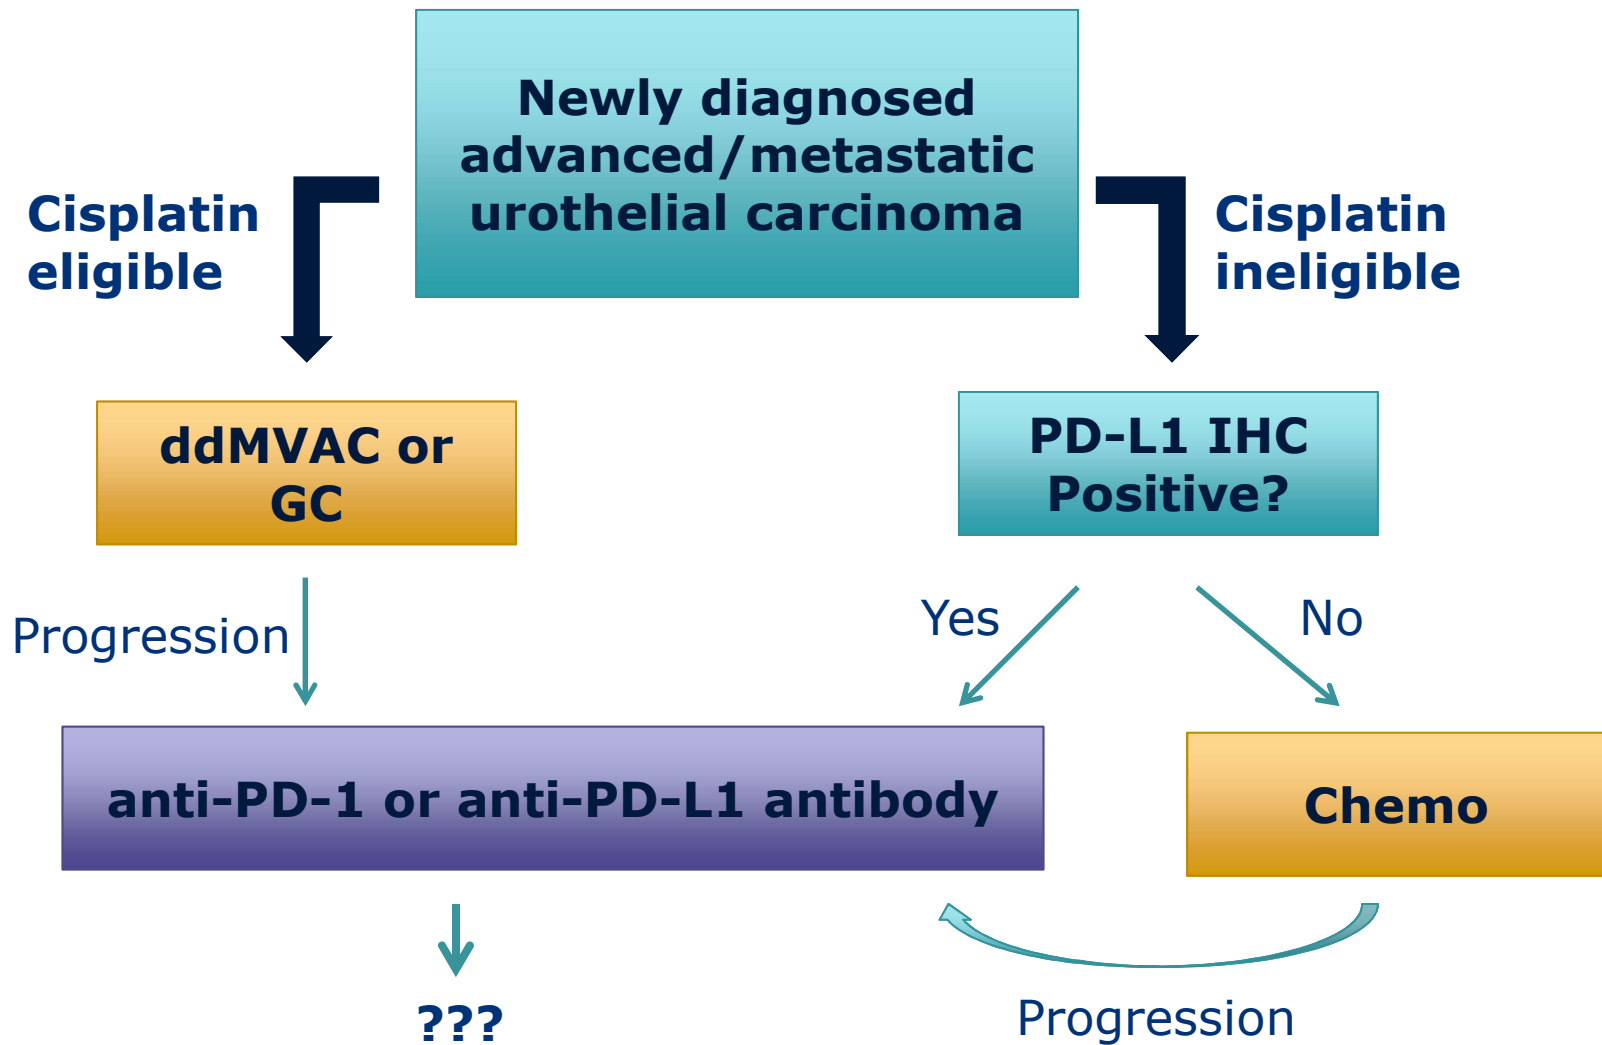 Newly diagnosed
advanced/metastatic
urothelial carcinoma
Cisplatin
eligible
Cisplatin
ineligible
ddMVAC or
GC
PD-L1 IHC
Positive?
Progression
Yes
No
anti-PD-1 or anti-PD-L1 antibody
Chemo
???
Progression